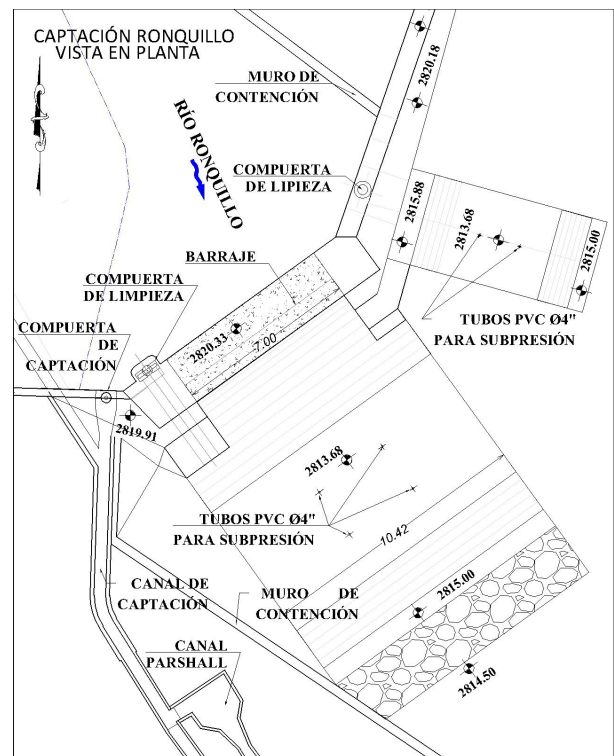 CAPTACIÓN RONQUILLO
VISTA EN PLANTA
MURO DE
CONTENCIÓN
2820.18
RÍO RONQUILLO
COMPUERTA
DE LIPIEZA
2815.88
2813.68
2815.00
BARRAJE
COMPUERTA
DE LIMPIEZA
TUBOS PVC Ø4"
PARA SUBPRESIÓN
COMPUERTA
DE
CAPTACIÓN
2820.33
7.00
2819.91
2813.68
TUBOS PVC Ø4"
PARA SUBPRESIÓN
10.42
CANAL DE
CAPTACIÓN
MURO DE
CONTENCIÓN
2815.00
CANAL
PARSHALL
2814.50